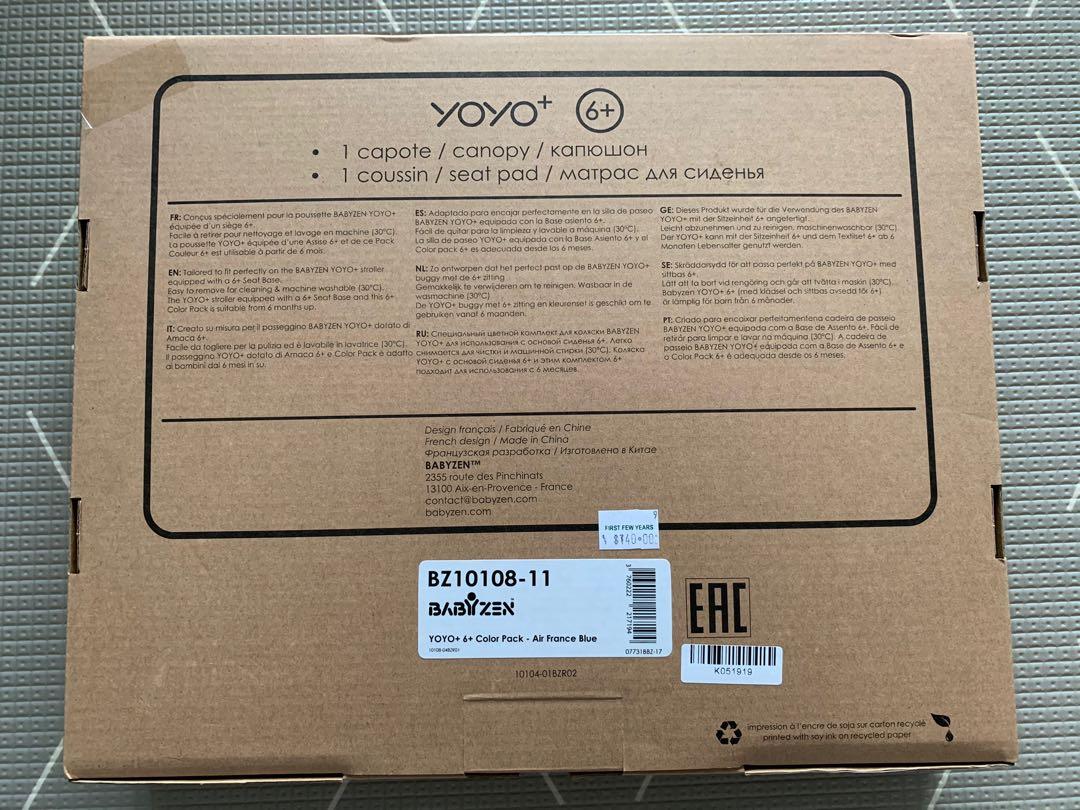 YOYO+ 6+
• 1 capote / canopy / капюшон
• 1 coussin / seat pad / матрас для сиденья
FR: Conçus spécialement pour la poussette BABYZEN YOYO+
équipée d'un siège 6+.
Facile à retirer pour nettoyage et lavage en machine (30°C)
La poussette YOYO+ équipée d'une Assise 6+ et de ce Pack
Couleur 6+ est utilisable à partir de 6 mois.
EN: Tailored to fit perfectly on the BABYZEN YOYO+ stroller
equipped with a 6+ Seat Base.
Easy to remove for cleaning & machine washable (30°C).
The YOYO+ stroller equipped with a 6+ Seat Base and this 6+
Color Pack is suitable from 6 months up.
IT: Creato su misura per il passeggino BABYZEN YOYO+ dotato di
Amaca 6+.
Facile da togliere per la pulizia ed è lavabile in lavatrice (30°C).
Il passeggino YOYO+ dotato di Amaca 6+ e Color Pack è adatto
ai bambini dai 6 mesi in su.
ES: Adaptado para encajar perfectamente en la silla de paseo
BABYZEN YOYO+ equipada con la Base asiento 6+.
Fácil de quitar para la limpieza y lavable a máquina (30°C)
La silla de paseo YOYO+ equipada con la Base Asiento 6+ y el
Color pack 6+ es adecuada desde los 6 meses.
NL: Zo ontworpen dat het perfect past op de BABYZEN YOYO+
buggy met de 6+ zitting
Gemakkelijk te verwijderen om te reinigen. Wasbaar in de
wasmachine (30°C)
De YOYO+ buggy met 6+ zitting en kleurenset is geschikt om te
gebruiken vanaf 6 maanden.
RU: Специальный цветной комплект для коляски BABYZEN
YOYO+ для использования с основой сиденья 6+. Легко
снимается для чистки и машинной стирки (30°C). Коляска
YOYO+ с основой сиденья 6+ и этим комплектом 6+
подходит для использования с 6 месяцев.
GE: Dieses Produkt wurde für die Verwendung des BABYZEN
YOYO+ mit der Sitzeinheit 6+ angefertigt.
Leicht abzunehmen und zu reinigen, maschinenwaschbar (30°C)
Der YOYO+ kann mit der Sitzeinheit 6+ und dem Textilset 6+ ab 6
Monaten Lebensalter genutzt werden.
SE: Skräddarsydd för att passa perfekt på BABYZEN YOYO+ med
sittbas 6+.
Lätt att ta bort vid rengöring och går att tvätta i maskin (30°C)
Babyzen YOYO+ 6+ (med klädsel och sittbas avsedd för 6+)
är lämplig för barn från 6 månader.
PT: Criado para encaixar perfeitamente na cadeira de passeio
BABYZEN YOYO+ equipada com a Base de Assento 6+. Fácil de
retirar para limpar e lavar na máquina (30°C). A cadeira de
passeio BABYZEN YOYO+ equipada com a Base de Assento 6+ e
o Color Pack 6+ é adequada desde os 6 meses.
Design français / Fabriqué en Chine
French design / Made in China
Французская разработка / Изготовлено в Китае
BABYZEN™
2355 route des Pinchinats
13100 Aix-en-Provence - France
contact@babyzen.com
babyzen.com
9
FIRST FEW YEARS
$140.00
BZ10108-11
BABYZEN
YOYO+ 6+ Color Pack - Air France Blue
10108-04BZR01
3 760222 217194
07731BBZ-17
EAC
K051919
10104-01BZR02
impression à l'encre de soja sur carton recyclé
printed with soy ink on recycled paper